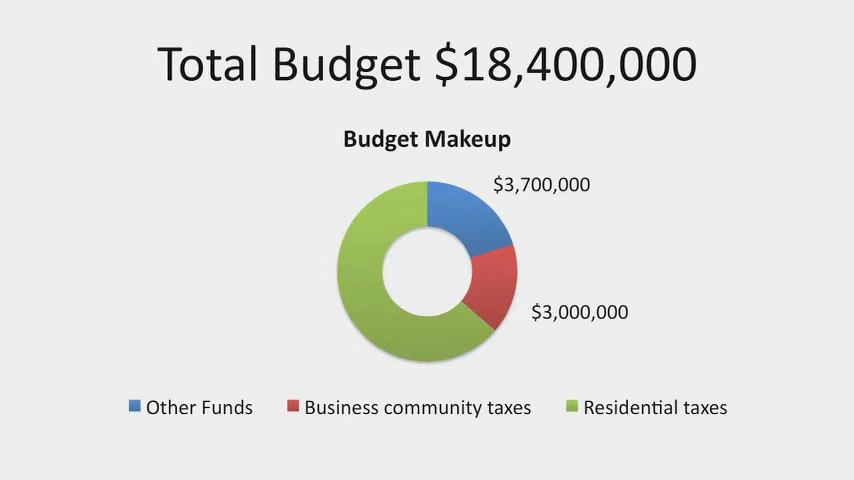 Total Budget $18,400,000
Budget Makeup
$3,700,000
$3,000,000
Other Funds
Business community taxes
Residential taxes